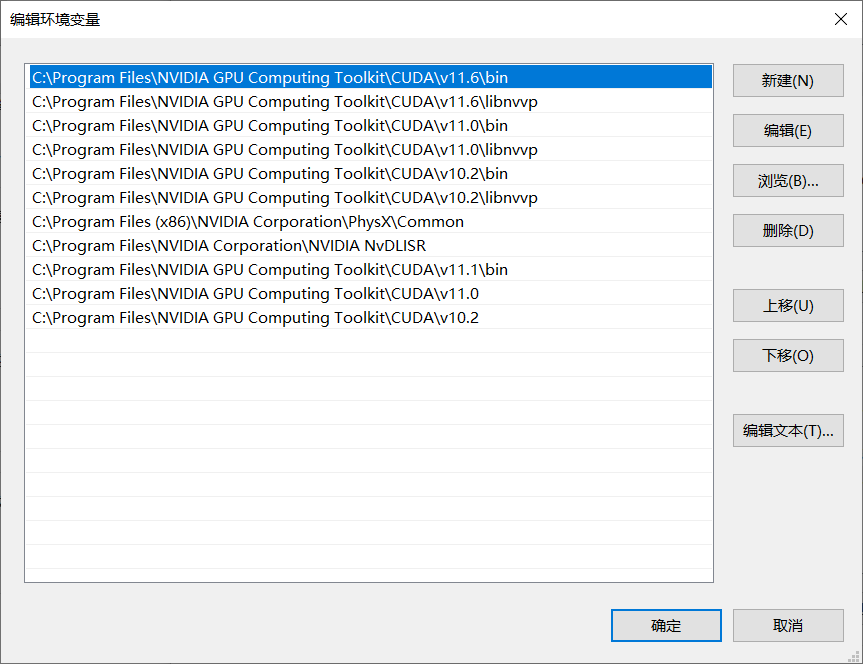 编辑环境变量
C:\Program Files\NVIDIA GPU Computing Toolkit\CUDA\v11.6\bin
C:\Program Files\NVIDIA GPU Computing Toolkit\CUDA\v11.6\libnvvp
C:\Program Files\NVIDIA GPU Computing Toolkit\CUDA\v11.0\bin
C:\Program Files\NVIDIA GPU Computing Toolkit\CUDA\v11.0\libnvvp
C:\Program Files\NVIDIA GPU Computing Toolkit\CUDA\v10.2\bin
C:\Program Files\NVIDIA GPU Computing Toolkit\CUDA\v10.2\libnvvp
C:\Program Files (x86)\NVIDIA Corporation\PhysX\Common
C:\Program Files\NVIDIA Corporation\NVIDIA NvDLISR
C:\Program Files\NVIDIA GPU Computing Toolkit\CUDA\v11.1\bin
C:\Program Files\NVIDIA GPU Computing Toolkit\CUDA\v11.0
C:\Program Files\NVIDIA GPU Computing Toolkit\CUDA\v10.2
新建(N)
编辑(E)
浏览(B)...
删除(D)
上移(U)
下移(O)
编辑文本(T)...
确定
取消